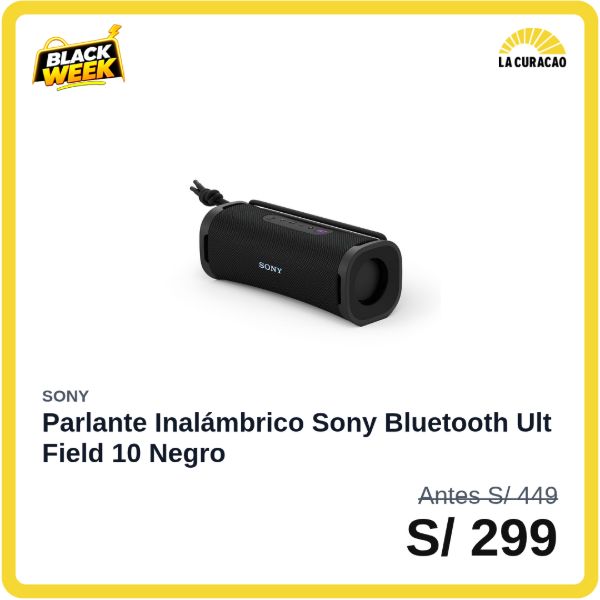 BLACK
WEEK
LA CURACAO
SONY
SONY
Parlante Inalámbrico Sony Bluetooth Ult
Field 10 Negro
Antes S/ 449
S/ 299